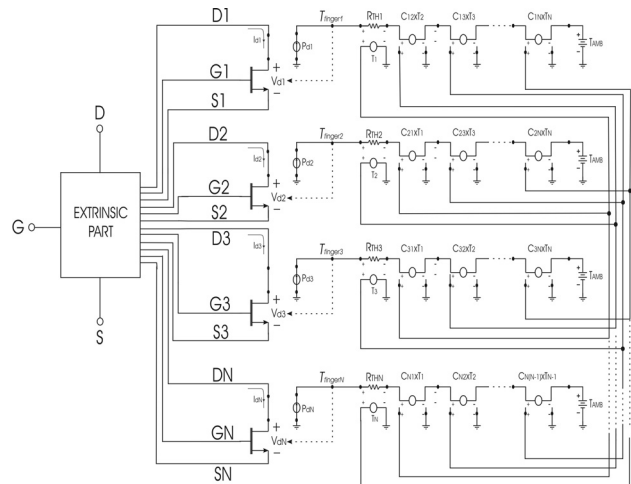 D1
Id1
G1
S1
Vd1
Tfinger1
Pd1
RTH1
C12xT2
C13xT3
C1NxTN
T1
TAMB
D
G
S
EXTRINSIC
PART
D2
Id2
G2
S2
Vd2
Tfinger2
Pd2
RTH2
C21xT1
C23xT3
C2NxTN
T2
TAMB
D3
Id3
G3
S3
Vd3
Tfinger3
Pd3
RTH3
C31xT1
C32xT2
C3NxTN
T3
TAMB
DN
IdN
GN
SN
VdN
TfingerN
PdN
RTHN
CN1xT1
CN2xT2
CN(N-1)xTN-1
TN
TAMB